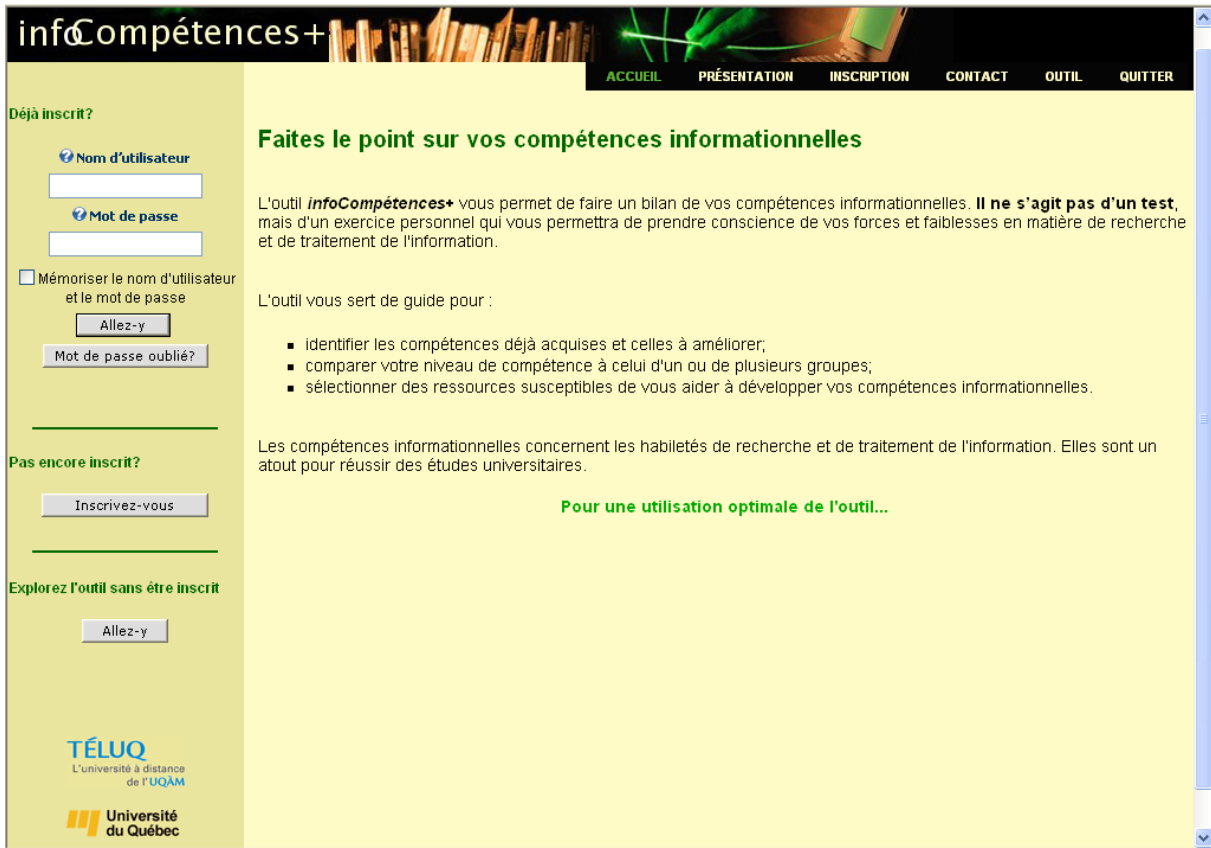 infoCompétences+
ACCUEIL PRÉSENTATION INSCRIPTION CONTACT OUTIL QUITTER
Déjà inscrit?
Nom d'utilisateur
Mot de passe
Mémoriser le nom d'utilisateur
et le mot de passe
Allez-y
Mot de passe oublié?
Pas encore inscrit?
Inscrivez-vous
Explorez l'outil sans être inscrit
Allez-y
TÉLUQ
L'université à distance
de l'UQÀM
Université
du Québec
Faites le point sur vos compétences informationnelles
L'outil infoCompétences+ vous permet de faire un bilan de vos compétences informationnelles. Il ne s'agit pas d'un test,
mais d'un exercice personnel qui vous permettra de prendre conscience de vos forces et faiblesses en matière de recherche
et de traitement de l'information.
L'outil vous sert de guide pour :
▪ identifier les compétences déjà acquises et celles à améliorer;
▪ comparer votre niveau de compétence à celui d'un ou de plusieurs groupes;
▪ sélectionner des ressources susceptibles de vous aider à développer vos compétences informationnelles.
Les compétences informationnelles concernent les habiletés de recherche et de traitement de l'information. Elles sont un
atout pour réussir des études universitaires.
Pour une utilisation optimale de l'outil...